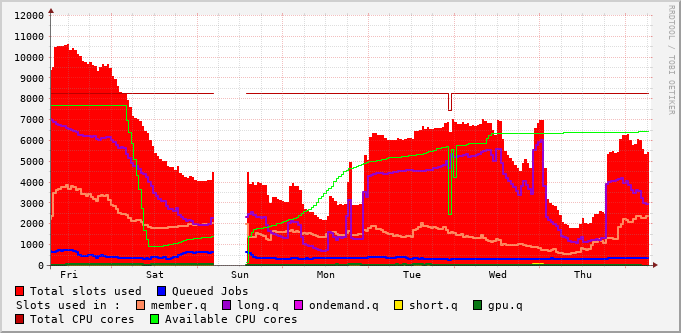 12000
11000
10000
9000
8000
7000
6000
5000
4000
3000
2000
1000
0
Fri Sat Sun Mon Tue Wed Thu
RRDTOOL / TOBI OETIKER
Total slots used Queued Jobs
Slots used in : member.q long.q ondemand.q short.q gpu.q
Total CPU cores Available CPU cores